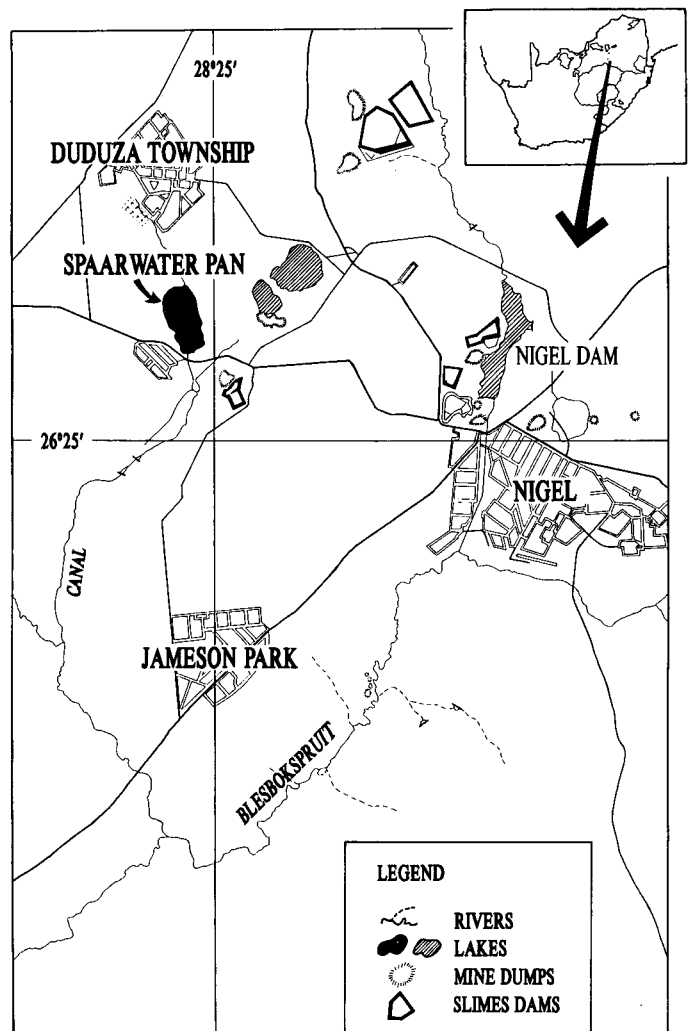 28°25'
DUDUZA TOWNSHIP
SPAARWATER PAN
NIGEL DAM
26°25'
NIGEL
CANAL
JAMESON PARK
BLESBOKSPRUIT
LEGEND
RIVERS
LAKES
MINE DUMPS
SLIMES DAMS